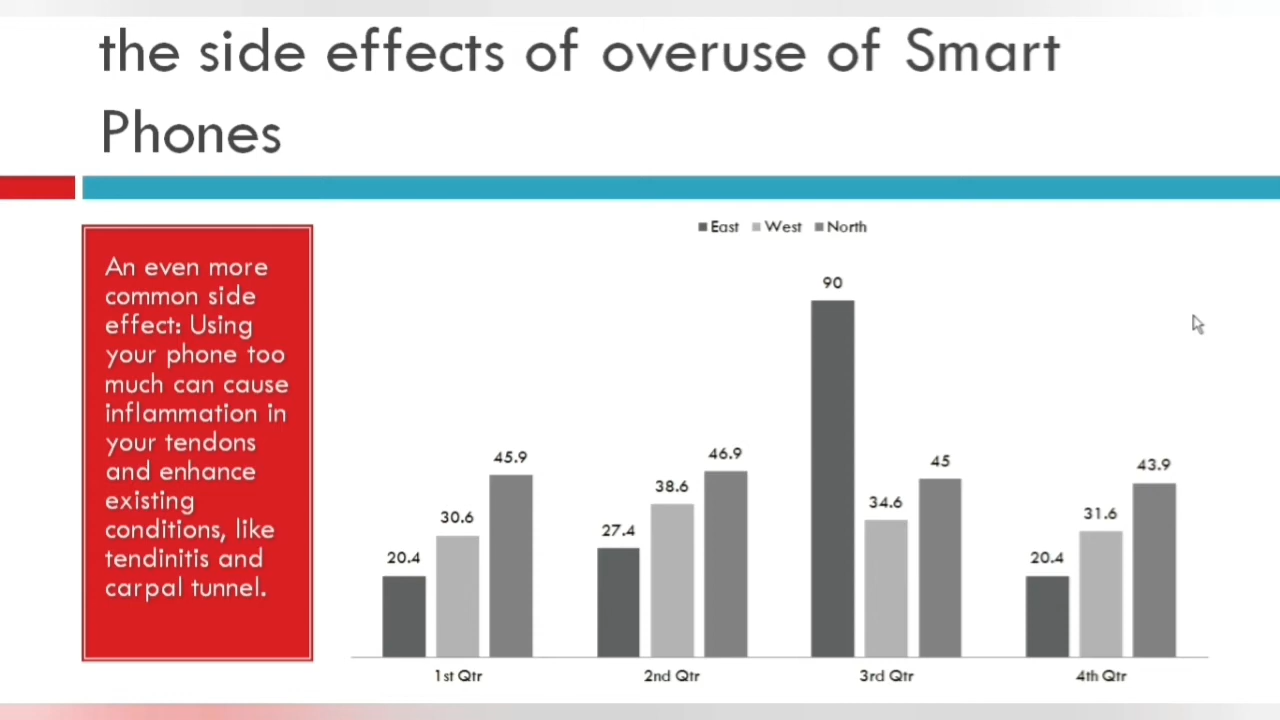 the side effects of overuse of Smart
Phones
An even more
common side
effect: Using
your phone too
much can cause
inflammation in
your tendons
and enhance
existing
conditions, like
tendinitis and
carpal tunnel.
East West North
90
45.9
46.9
45
43.9
38.6
34.6
30.6
31.6
27.4
20.4
20.4
1st Qtr 2nd Qtr 3rd Qtr 4th Qtr